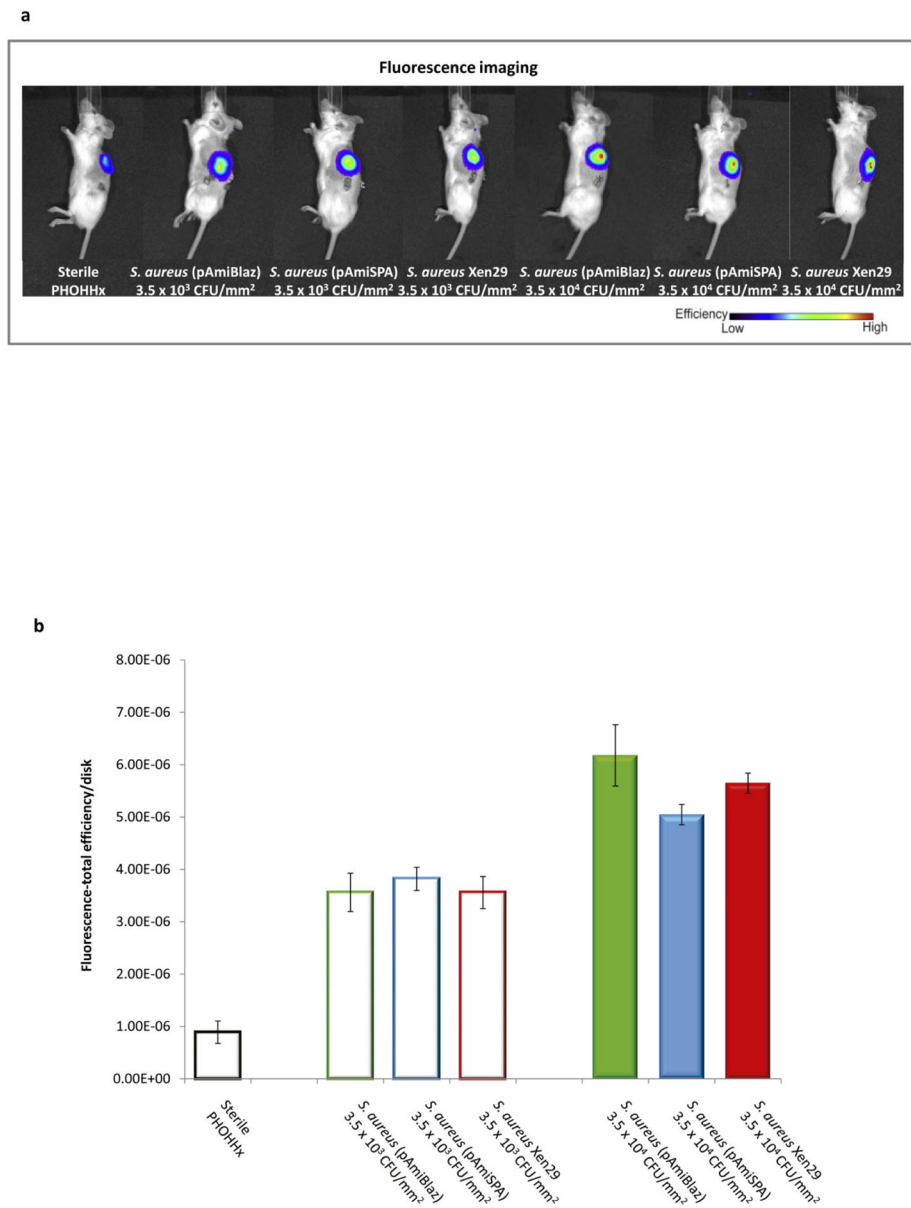 a
Fluorescence imaging
Sterile
PHOHHx
S. aureus (pAmiBlaz)
3.5 x 10³ CFU/mm²
S. aureus (pAmiSPA)
3.5 x 10³ CFU/mm²
S. aureus Xen29
3.5 x 10³ CFU/mm²
S. aureus (pAmiBlaz)
3.5 x 10⁴ CFU/mm²
S. aureus (pAmiSPA)
3.5 x 10⁴ CFU/mm²
S. aureus Xen29
3.5 x 10⁴ CFU/mm²
Efficiency
Low
High
b
Fluorescence-total efficiency/disk
8.00E-06
7.00E-06
6.00E-06
5.00E-06
4.00E-06
3.00E-06
2.00E-06
1.00E-06
0.00E+00
Sterile
PHOHHx
S. aureus (pAmiBlaz)
3.5 x 10³ CFU/mm²
S. aureus (pAmiSPA)
3.5 x 10³ CFU/mm²
S. aureus Xen29
3.5 x 10³ CFU/mm²
S. aureus (pAmiBlaz)
3.5 x 10⁴ CFU/mm²
S. aureus (pAmiSPA)
3.5 x 10⁴ CFU/mm²
S. aureus Xen29
3.5 x 10⁴ CFU/mm²